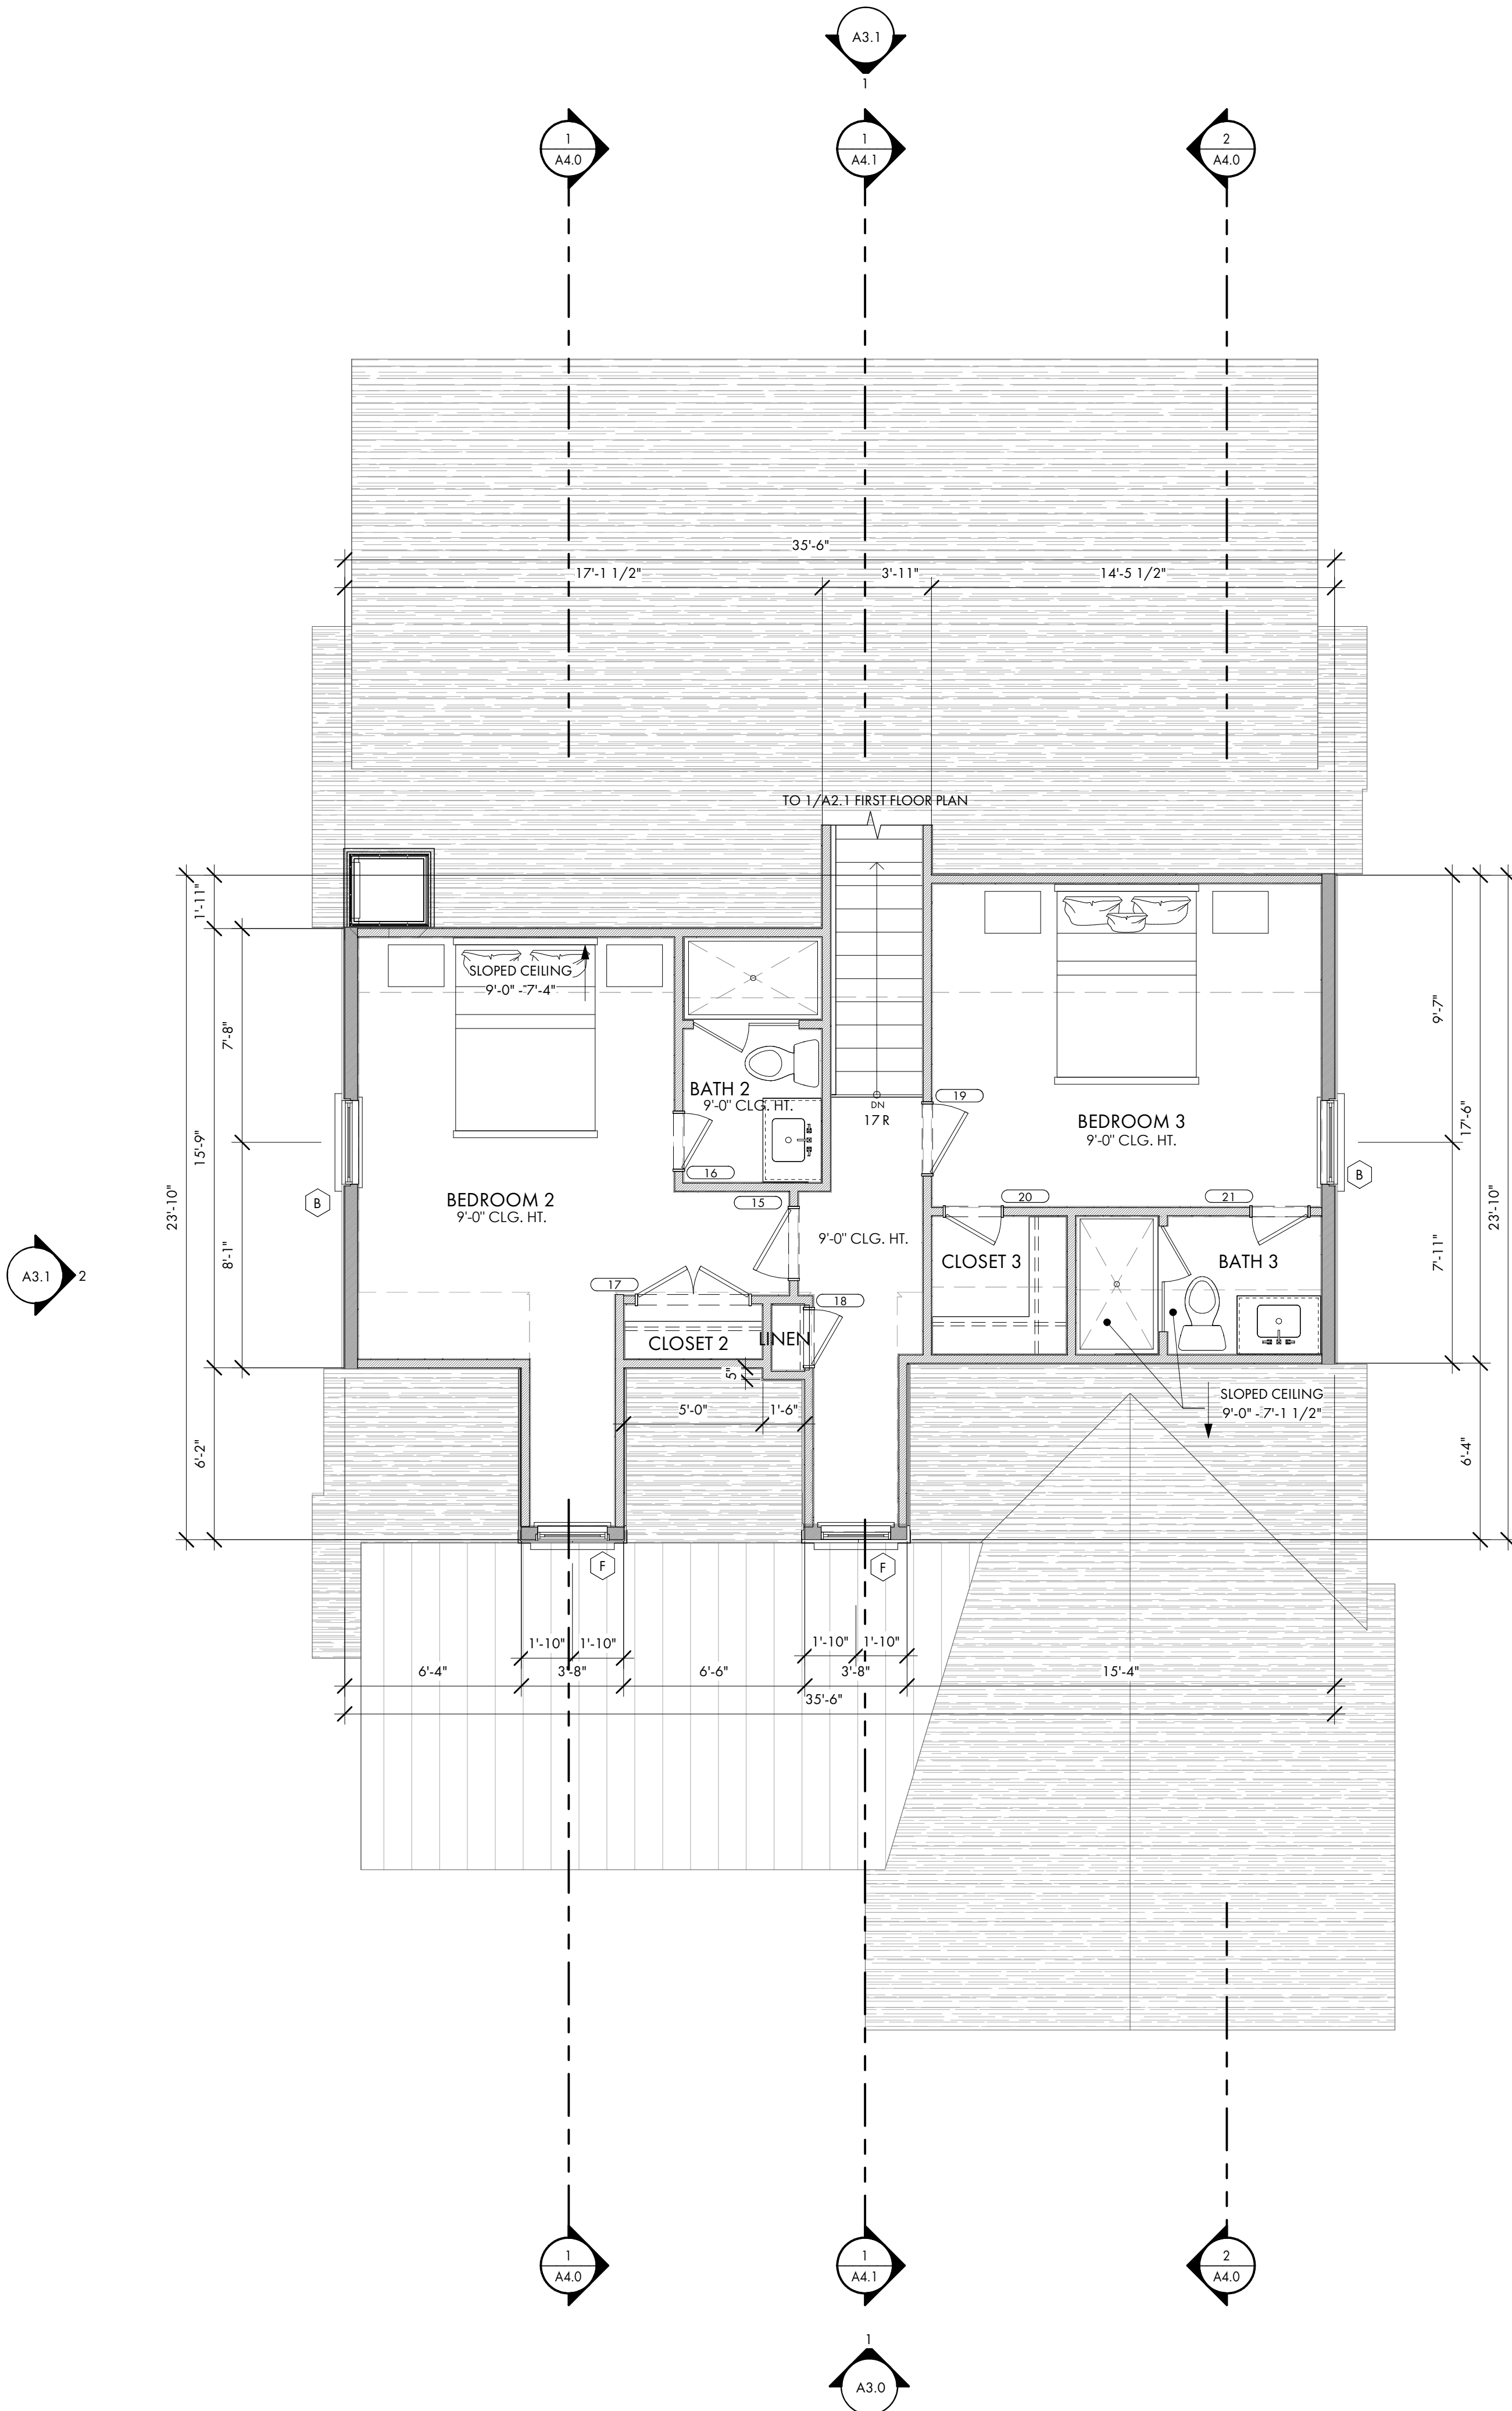 A3.1
1
1
A4.0
1
A4.1
2
A4.0
35'-6"
17'-1 1/2"
3'-11"
14'-5 1/2"
TO 1/A2.1 FIRST FLOOR PLAN
1'-11"
SLOPED CEILING
9'-0" - 7'-4"
7'-8"
9'-7"
BATH 2
9'-0" CLG. HT.
DN
17 R
19
BEDROOM 3
9'-0" CLG. HT.
17'-6"
15'-9"
16
B
B
BEDROOM 2
9'-0" CLG. HT.
15
20
21
23'-10"
23'-10"
9'-0" CLG. HT.
8'-1"
7'-11"
CLOSET 3
BATH 3
A3.1
2
17
18
CLOSET 2
LINEN
5"
5'-0"
1'-6"
SLOPED CEILING
9'-0" - 7'-1 1/2"
6'-2"
6'-4"
F
F
1'-10"
1'-10"
1'-10"
1'-10"
6'-4"
3'-8"
6'-6"
3'-8"
15'-4"
35'-6"
1
A4.0
1
A4.1
2
A4.0
1
A3.0